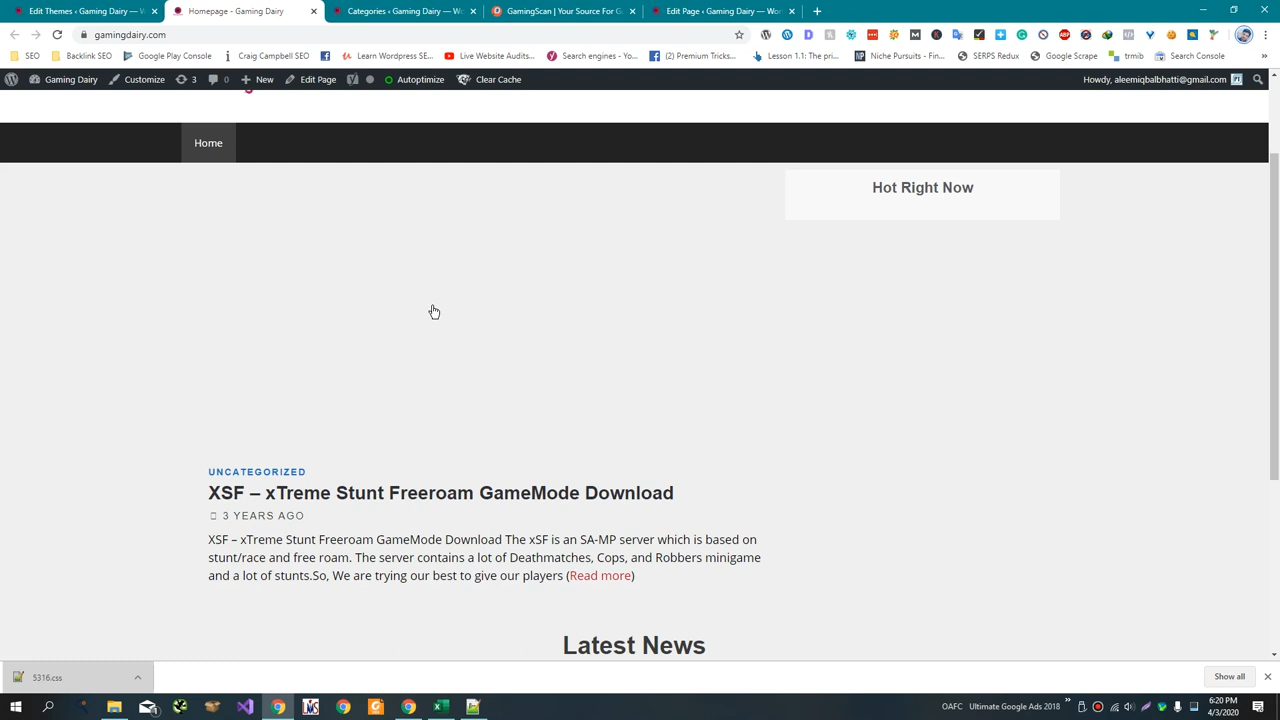 Edit Themes ‹ Gaming Dairy — W
Homepage - Gaming Dairy
Categories ‹ Gaming Dairy — Wo
GamingScan | Your Source For G
Edit Page ‹ Gaming Dairy — Wor
gamingdairy.com
SEO
Backlink SEO
Google Play Console
Craig Campbell SEO
Learn Wordpress SE...
Live Website Audits...
Search engines - Yo...
(2) Premium Tricks...
Lesson 1.1: The pri...
Niche Pursuits - Fin...
SERPS Redux
Google Scrape
trmib
Search Console
Gaming Dairy
Customize
3
0
New
Edit Page
Autoptimize
Clear Cache
Howdy, aleemiqbalbhatti@gmail.com
Home
Hot Right Now
UNCATEGORIZED
XSF – xTreme Stunt Freeroam GameMode Download
3 YEARS AGO
XSF – xTreme Stunt Freeroam GameMode Download The xSF is an SA-MP server which is based on
stunt/race and free roam. The server contains a lot of Deathmatches, Cops, and Robbers minigame
and a lot of stunts.So, We are trying our best to give our players (Read more)
Latest News
5316.css
Show all
OAFC
Ultimate Google Ads 2018
6:20 PM
4/3/2020